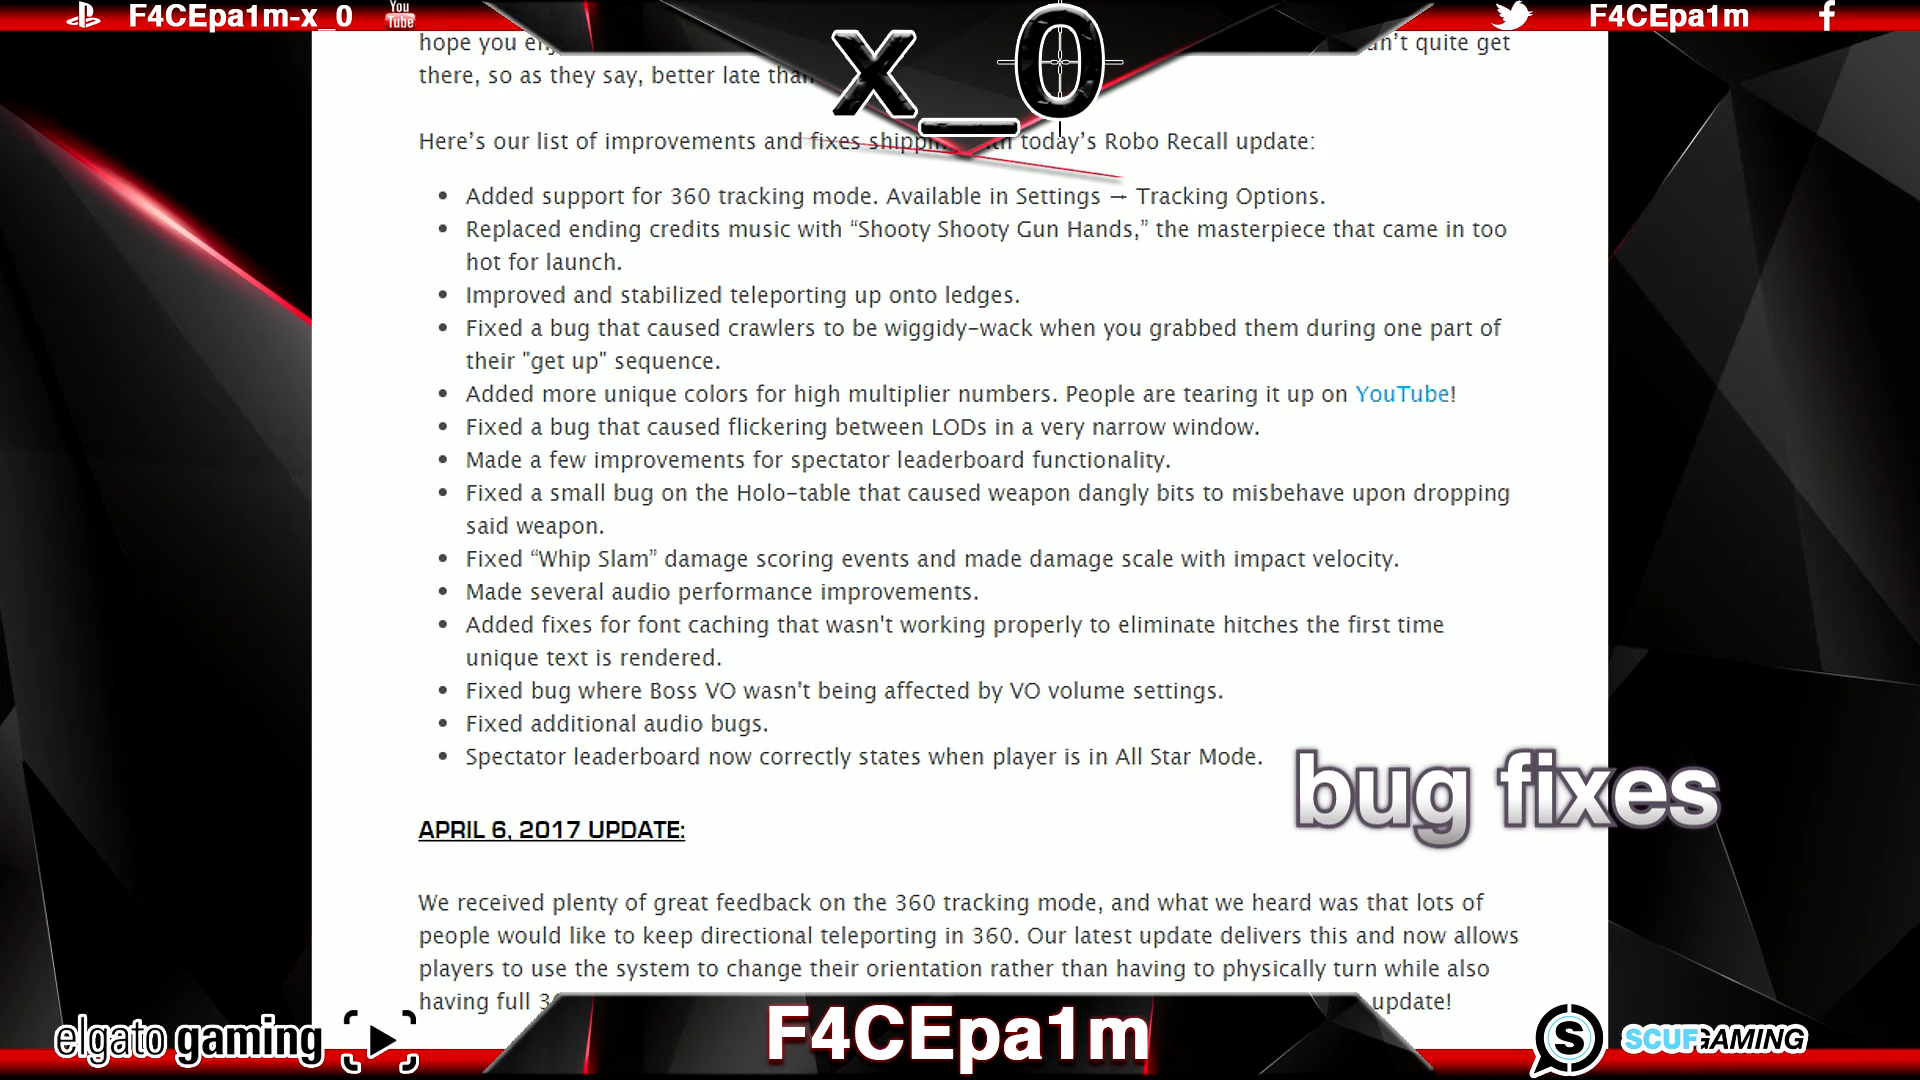 F4CEpa1m-x_0
You
Tube
x_0
F4CEpa1m
f
hope you
quite get
there, so as they say, better late than
Here’s our list of improvements and fixes today’s Robo Recall update:
• Added support for 360 tracking mode. Available in Settings → Tracking Options.
• Replaced ending credits music with “Shooty Shooty Gun Hands,” the masterpiece that came in too
hot for launch.
• Improved and stabilized teleporting up onto ledges.
• Fixed a bug that caused crawlers to be wiggidy-wack when you grabbed them during one part of
their "get up" sequence.
• Added more unique colors for high multiplier numbers. People are tearing it up on YouTube!
• Fixed a bug that caused flickering between LODs in a very narrow window.
• Made a few improvements for spectator leaderboard functionality.
• Fixed a small bug on the Holo-table that caused weapon dangly bits to misbehave upon dropping
said weapon.
• Fixed “Whip Slam” damage scoring events and made damage scale with impact velocity.
• Made several audio performance improvements.
• Added fixes for font caching that wasn't working properly to eliminate hitches the first time
unique text is rendered.
• Fixed bug where Boss VO wasn't being affected by VO volume settings.
• Fixed additional audio bugs.
• Spectator leaderboard now correctly states when player is in All Star Mode.
bug fixes
APRIL 6, 2017 UPDATE:
We received plenty of great feedback on the 360 tracking mode, and what we heard was that lots of
people would like to keep directional teleporting in 360. Our latest update delivers this and now allows
players to use the system to change their orientation rather than having to physically turn while also
having full
update!
elgato gaming
F4CEpa1m
S
SCUFGAMING